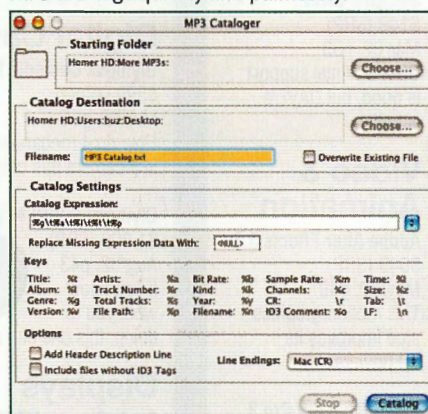 MP3 Cataloger
Starting Folder
Homer HD:More MP3s:
Choose...
Catalog Destination
Homer HD:Users:buz:Desktop:
Choose...
Filename: MP3 Catalog.txt
Overwrite Existing File
Catalog Settings
Catalog Expression:
%g\t%a\t%l\t%t\t%p
Replace Missing Expression Data With: <NULL>
Keys
Title: %t Artist: %a Bit Rate: %b Sample Rate: %m Time:
Album: %l Track Number: %r Kind: %k Channels: %c Size: %z
Genre: %g Total Tracks: %s Year: %y CR: \r Tab: \t
Version: %v File Path: %p Filename: %n ID3 Comment: %o LF: \n
Options
Add Header Description Line
Include files without ID3 Tags
Line Endings: Mac (CR)
Stop
Catalog